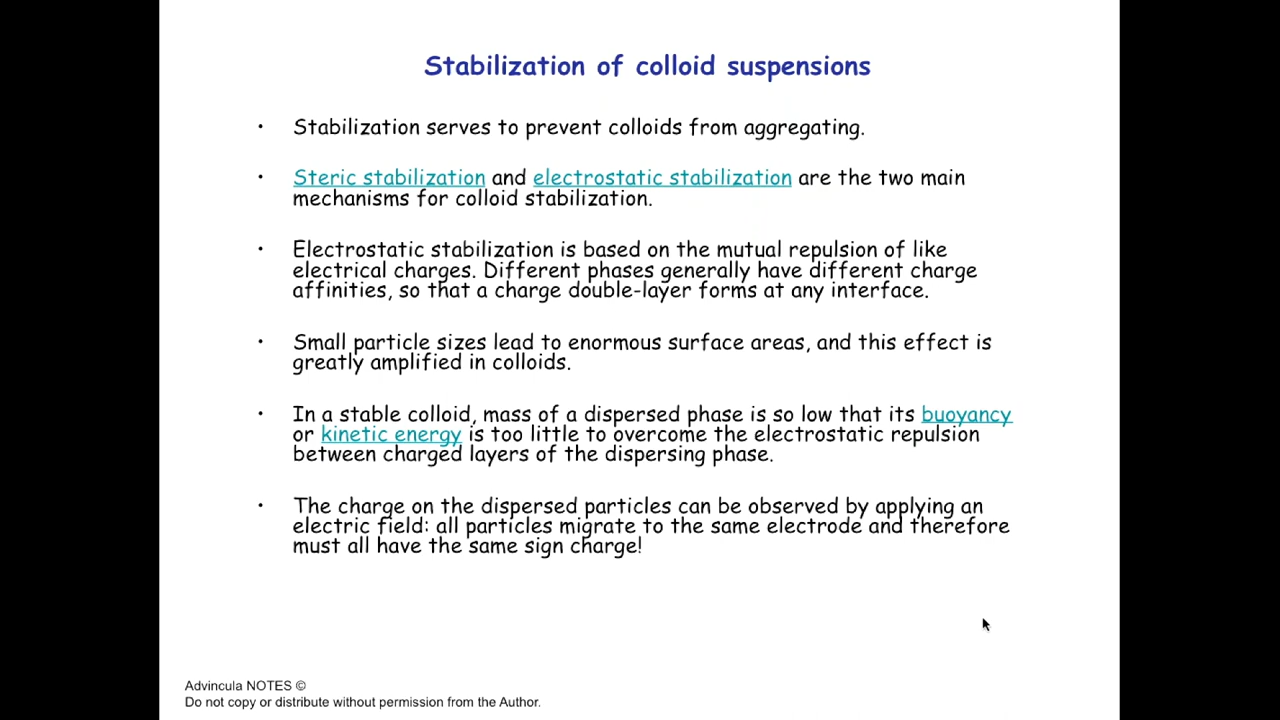 Stabilization of colloid suspensions
• Stabilization serves to prevent colloids from aggregating.
• Steric stabilization and electrostatic stabilization are the two main
mechanisms for colloid stabilization.
• Electrostatic stabilization is based on the mutual repulsion of like
electrical charges. Different phases generally have different charge
affinities, so that a charge double-layer forms at any interface.
• Small particle sizes lead to enormous surface areas, and this effect is
greatly amplified in colloids.
• In a stable colloid, mass of a dispersed phase is so low that its buoyancy
or kinetic energy is too little to overcome the electrostatic repulsion
between charged layers of the dispersing phase.
• The charge on the dispersed particles can be observed by applying an
electric field: all particles migrate to the same electrode and therefore
must all have the same sign charge!
Advincula NOTES ©
Do not copy or distribute without permission from the Author.